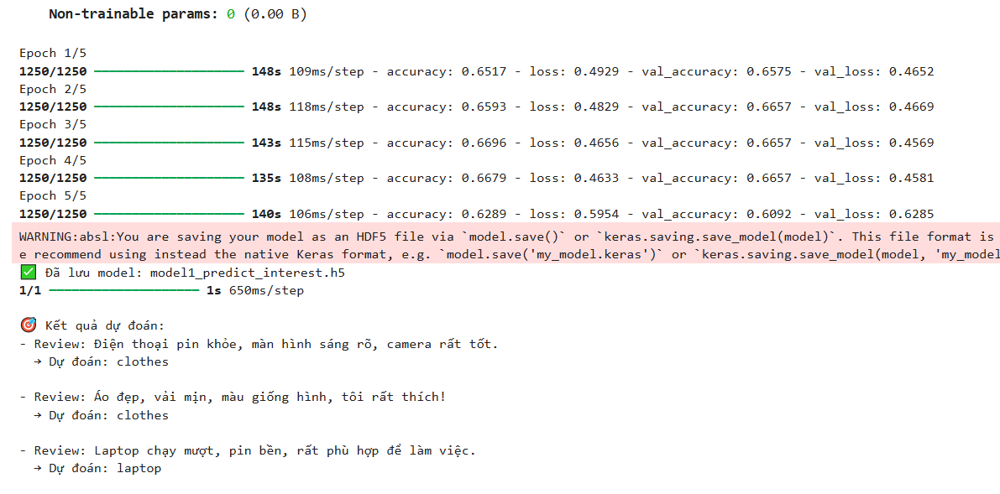 Non-trainable params: 0 (0.00 B)
Epoch 1/5
1250/1250 ━━━━━━━━━━━━━━━━━━━━ 148s 109ms/step - accuracy: 0.6517 - loss: 0.4929 - val_accuracy: 0.6575 - val_loss: 0.4652
Epoch 2/5
1250/1250 ━━━━━━━━━━━━━━━━━━━━ 148s 118ms/step - accuracy: 0.6593 - loss: 0.4829 - val_accuracy: 0.6657 - val_loss: 0.4669
Epoch 3/5
1250/1250 ━━━━━━━━━━━━━━━━━━━━ 143s 115ms/step - accuracy: 0.6696 - loss: 0.4656 - val_accuracy: 0.6657 - val_loss: 0.4569
Epoch 4/5
1250/1250 ━━━━━━━━━━━━━━━━━━━━ 135s 108ms/step - accuracy: 0.6679 - loss: 0.4633 - val_accuracy: 0.6657 - val_loss: 0.4581
Epoch 5/5
1250/1250 ━━━━━━━━━━━━━━━━━━━━ 140s 106ms/step - accuracy: 0.6289 - loss: 0.5954 - val_accuracy: 0.6092 - val_loss: 0.6285
WARNING:absl:You are saving your model as an HDF5 file via `model.save()` or `keras.saving.save_model(model)`. This file format is
e recommend using instead the native Keras format, e.g. `model.save('my_model.keras')` or `keras.saving.save_model(model, 'my_model
✅ Đã lưu model: model1_predict_interest.h5
1/1 ━━━━━━━━━━━━━━━━━━━━ 1s 650ms/step
🎯 Kết quả dự đoán:
- Review: Điện thoại pin khỏe, màn hình sáng rõ, camera rất tốt.
→ Dự đoán: clothes
- Review: Áo đẹp, vải mịn, màu giống hình, tôi rất thích!
→ Dự đoán: clothes
- Review: Laptop chạy mượt, pin bền, rất phù hợp để làm việc.
→ Dự đoán: laptop